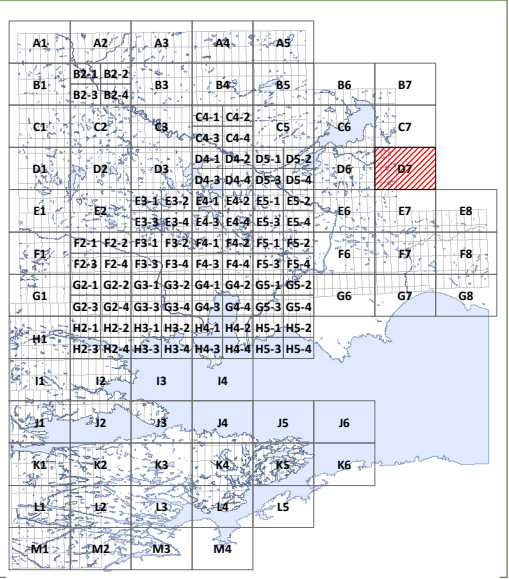 A1 A2 A3 A4 A5
B2-1 B2-2
B1 B3 B4 B5 B6 B7
B2-3 B2-4
C4-1 C4-2
C1 C2 C3 C5 C6 C7
C4-3 C4-4
D4-1 D4-2 D5-1 D5-2
D1 D2 D3 D6 D7
D4-3 D4-4 D5-3 D5-4
E3-1 E3-2 E4-1 E4-2 E5-1 E5-2
E1 E2 E6 E7 E8
E3-3 E3-4 E4-3 E4-4 E5-3 E5-4
F2-1 F2-2 F3-1 F3-2 F4-1 F4-2 F5-1 F5-2
F1 F6 F7 F8
F2-3 F2-4 F3-3 F3-4 F4-3 F4-4 F5-3 F5-4
G2-1 G2-2 G3-1 G3-2 G4-1 G4-2 G5-1 G5-2
G1 G6 G7 G8
G2-3 G2-4 G3-3 G3-4 G4-3 G4-4 G5-3 G5-4
H2-1 H2-2 H3-1 H3-2 H4-1 H4-2 H5-1 H5-2
H1
H2-3 H2-4 H3-3 H3-4 H4-3 H4-4 H5-3 H5-4
I1 I2 I3 I4
J1 J2 J3 J4 J5 J6
K1 K2 K3 K4 K5 K6
L1 L2 L3 L4 L5
M1 M2 M3 M4